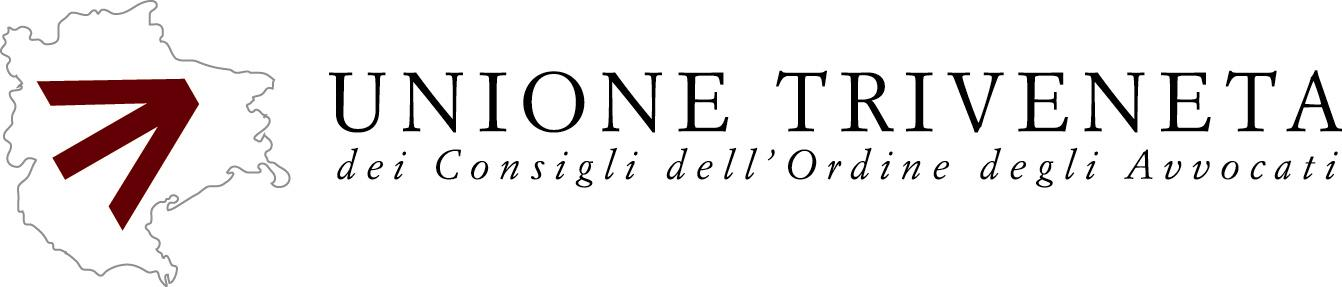 UNIONE TRIVENETA
dei Consigli dell’Ordine degli Avvocati